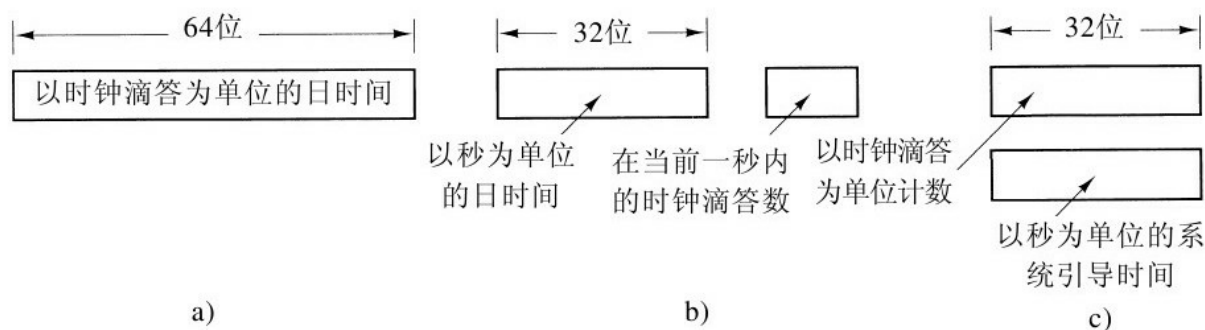 64位
以时钟滴答为单位的日时间
a)
32位
以秒为单位
的日时间
在当前一秒内
的时钟滴答数
b)
32位
以时钟滴答
为单位计数
以秒为单位的系
统引导时间
c)